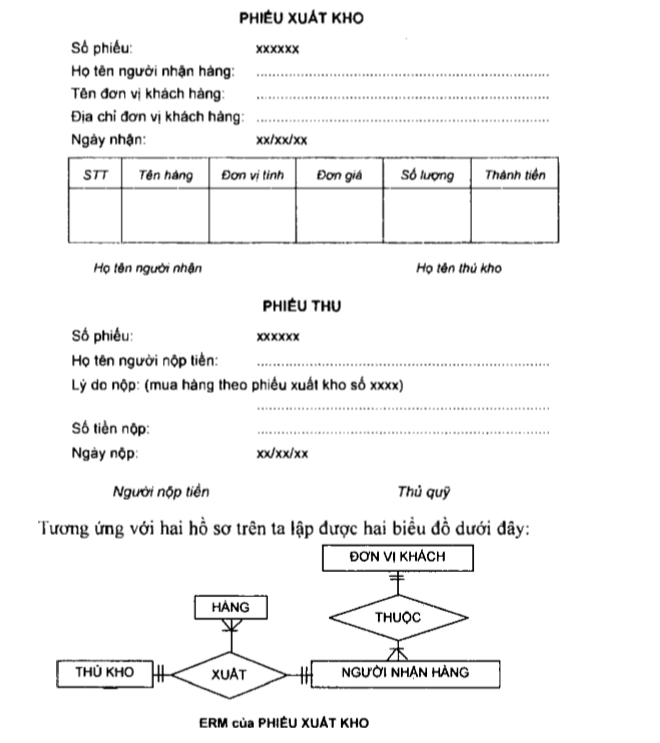 PHIẾU XUẤT KHO
Số phiếu: xxxxxx
Họ tên người nhận hàng: ........................................
Tên đơn vị khách hàng: ........................................
Địa chỉ đơn vị khách hàng: ........................................
Ngày nhận: xx/xx/xx
STT Tên hàng Đơn vị tính Đơn giá Số lượng Thành tiền
Họ tên người nhận Họ tên thủ kho
PHIẾU THU
Số phiếu: xxxxxx
Họ tên người nộp tiền: ........................................
Lý do nộp: (mua hàng theo phiếu xuất kho số xxxx)
........................................
Số tiền nộp: ........................................
Ngày nộp: xx/xx/xx
Người nộp tiền Thủ quỹ
Tương ứng với hai hồ sơ trên ta lập được hai biểu đồ dưới đây:
ĐƠN VỊ KHÁCH
HÀNG
THUỘC
THỦ KHO XUẤT NGƯỜI NHẬN HÀNG
ERM của PHIẾU XUẤT KHO